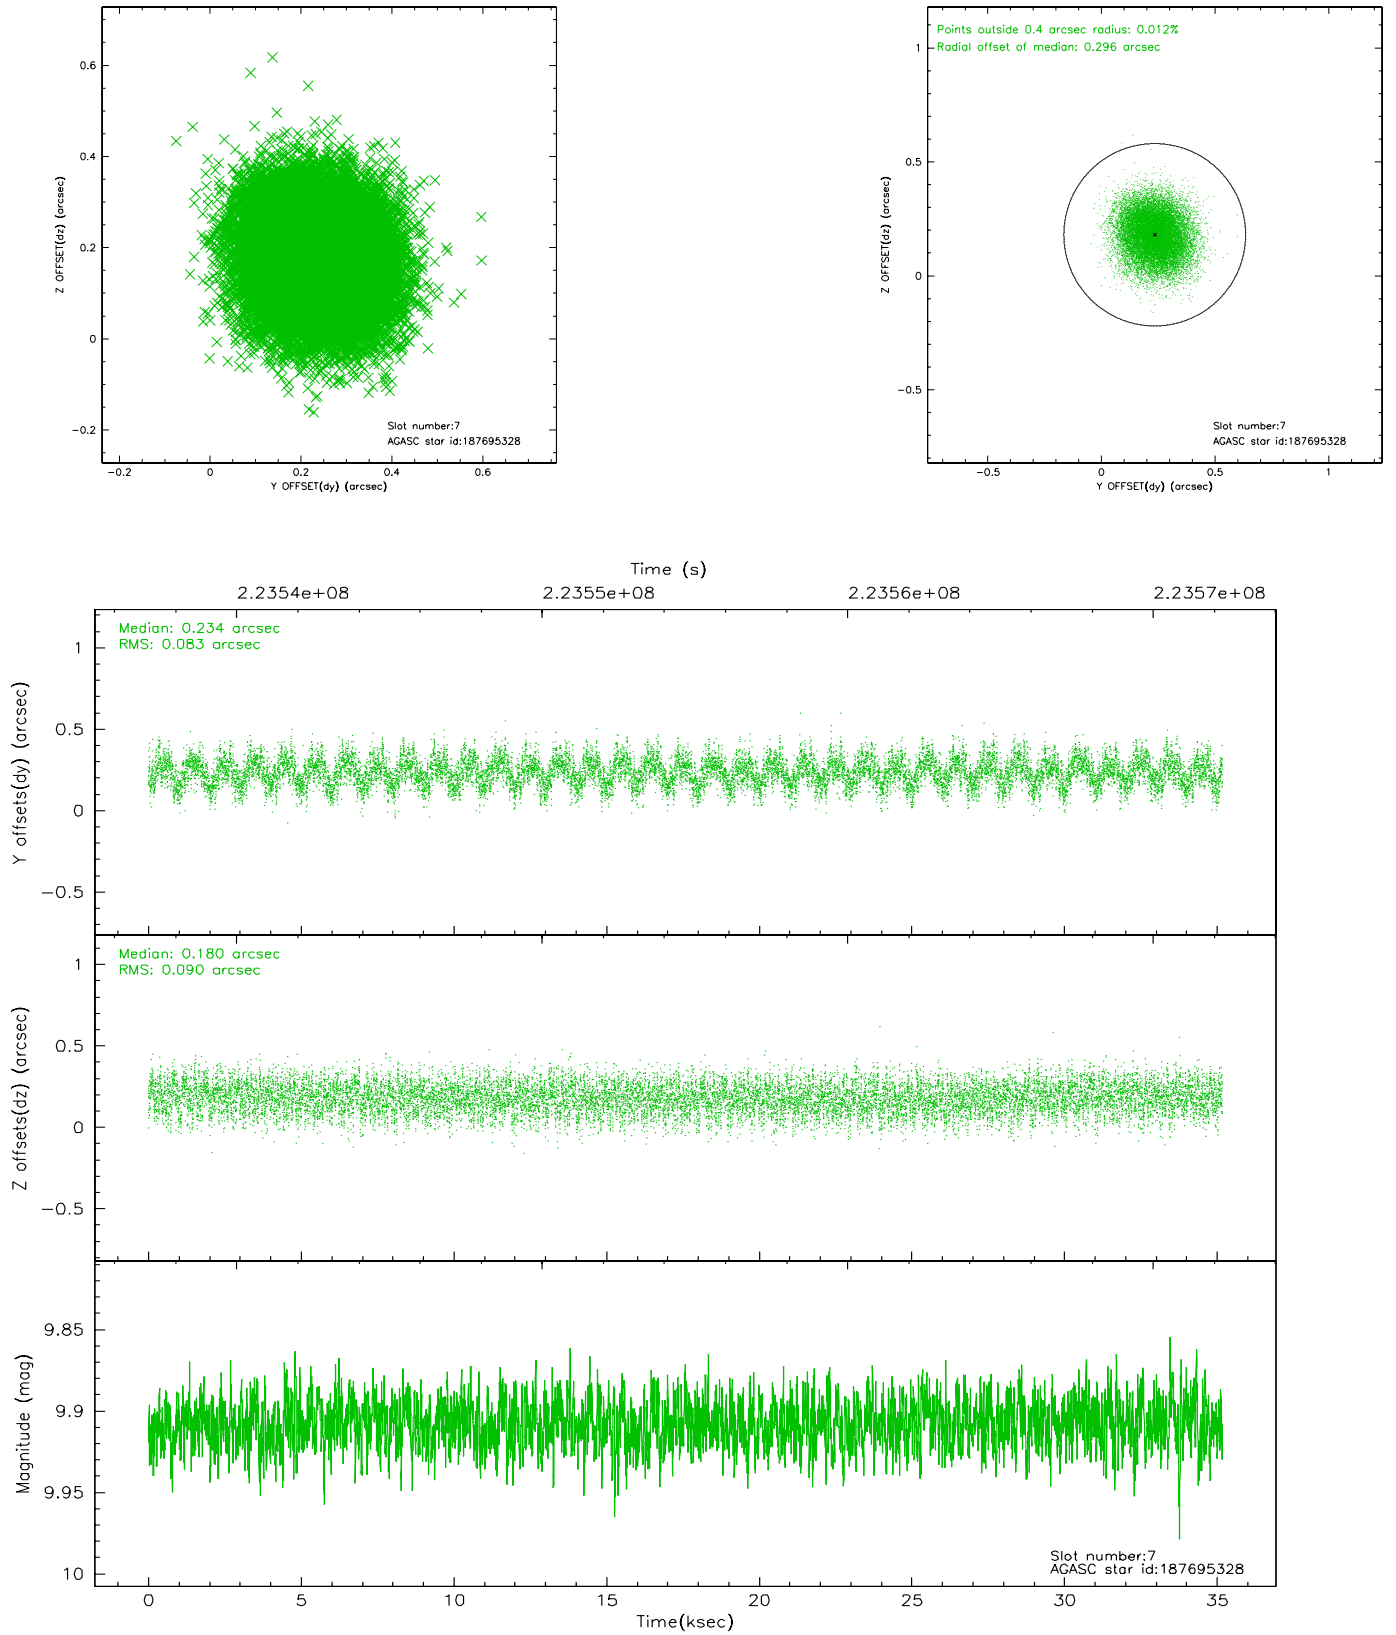 0.6
0.4
0.2
0
−0.2
Z OFFSET(dz) (arcsec)
Slot number:7
AGASC star id:187695328
−0.2 0 0.2 0.4 0.6
Y OFFSET(dy) (arcsec)
Points outside 0.4 arcsec radius: 0.012%
Radial offset of median: 0.296 arcsec
1
0.5
0
−0.5
Z OFFSET(dz) (arcsec)
Slot number:7
AGASC star id:187695328
−0.5 0 0.5 1
Y OFFSET(dy) (arcsec)
Time (s)
2.2354e+08 2.2355e+08 2.2356e+08 2.2357e+08
Median: 0.234 arcsec
RMS: 0.083 arcsec
1
0.5
0
−0.5
Y offsets(dy) (arcsec)
Median: 0.180 arcsec
RMS: 0.090 arcsec
1
0.5
0
−0.5
Z offsets(dz) (arcsec)
9.85
9.9
9.95
10
Magnitude (mag)
Slot number:7
AGASC star id:187695328
0 5 10 15 20 25 30 35
Time(ksec)